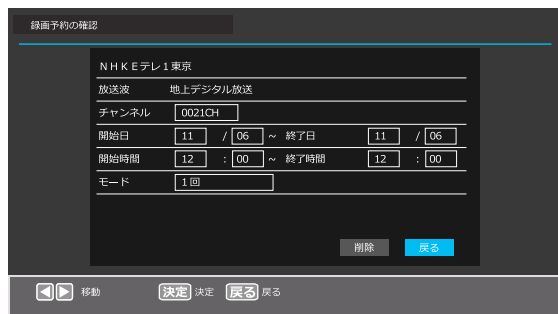 録画予約の確認
NHKEテレ1東京
放送波 地上デジタル放送
チャンネル 0021CH
開始日 11 / 06 ~ 終了日 11 / 06
開始時間 12 : 00 ~ 終了時間 12 : 00
モード 1回
削除 戻る
移動 決定 決定 戻る 戻る